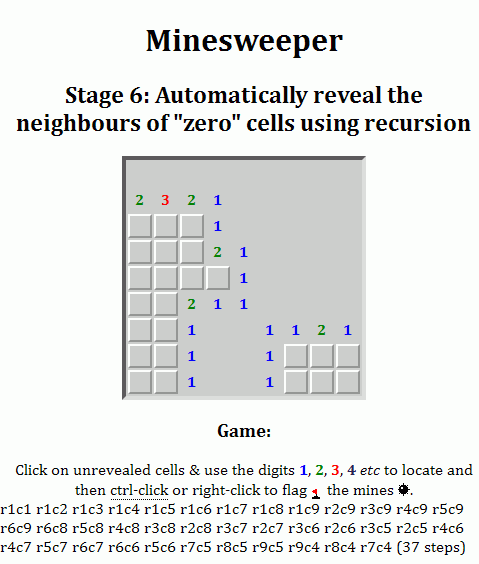 Minesweeper
Stage 6: Automatically reveal the
neighbours of "zero" cells using recursion
2 3 2 1
1
2 1
1
2 1 1
1 1 1 2 1
1 1
1 1
Game:
Click on unrevealed cells & use the digits 1, 2, 3, 4 etc to locate and
then ctrl-click or right-click to flag the mines .
r1c1 r1c2 r1c3 r1c4 r1c5 r1c6 r1c7 r1c8 r1c9 r2c9 r3c9 r4c9 r5c9
r6c9 r6c8 r5c8 r4c8 r3c8 r2c8 r3c7 r2c7 r3c6 r2c6 r3c5 r2c5 r4c6
r4c7 r5c7 r6c7 r6c6 r5c6 r7c5 r8c5 r9c5 r9c4 r8c4 r7c4 (37 steps)